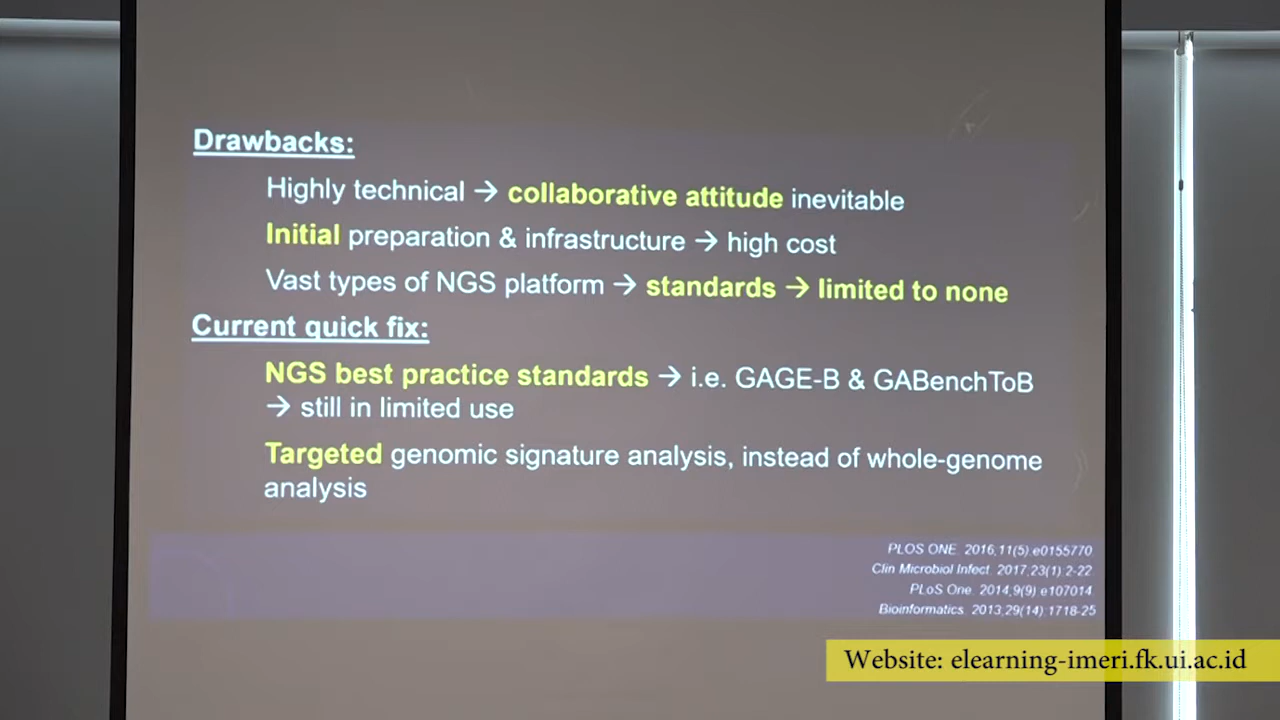 Drawbacks:
Highly technical → collaborative attitude inevitable
Initial preparation & infrastructure → high cost
Vast types of NGS platform → standards → limited to none
Current quick fix:
NGS best practice standards → i.e. GAGE-B & GABenchToB
→ still in limited use
Targeted genomic signature analysis, instead of whole-genome
analysis
PLOS ONE. 2016,11(5).e0155770.
Clin Microbiol Infect. 2017,23(1).2-22.
PLoS One. 2014,9(9).e107014.
Bioinformatics. 2013,29(14):1718-25
Website: elearning-imeri.fk.ui.ac.id